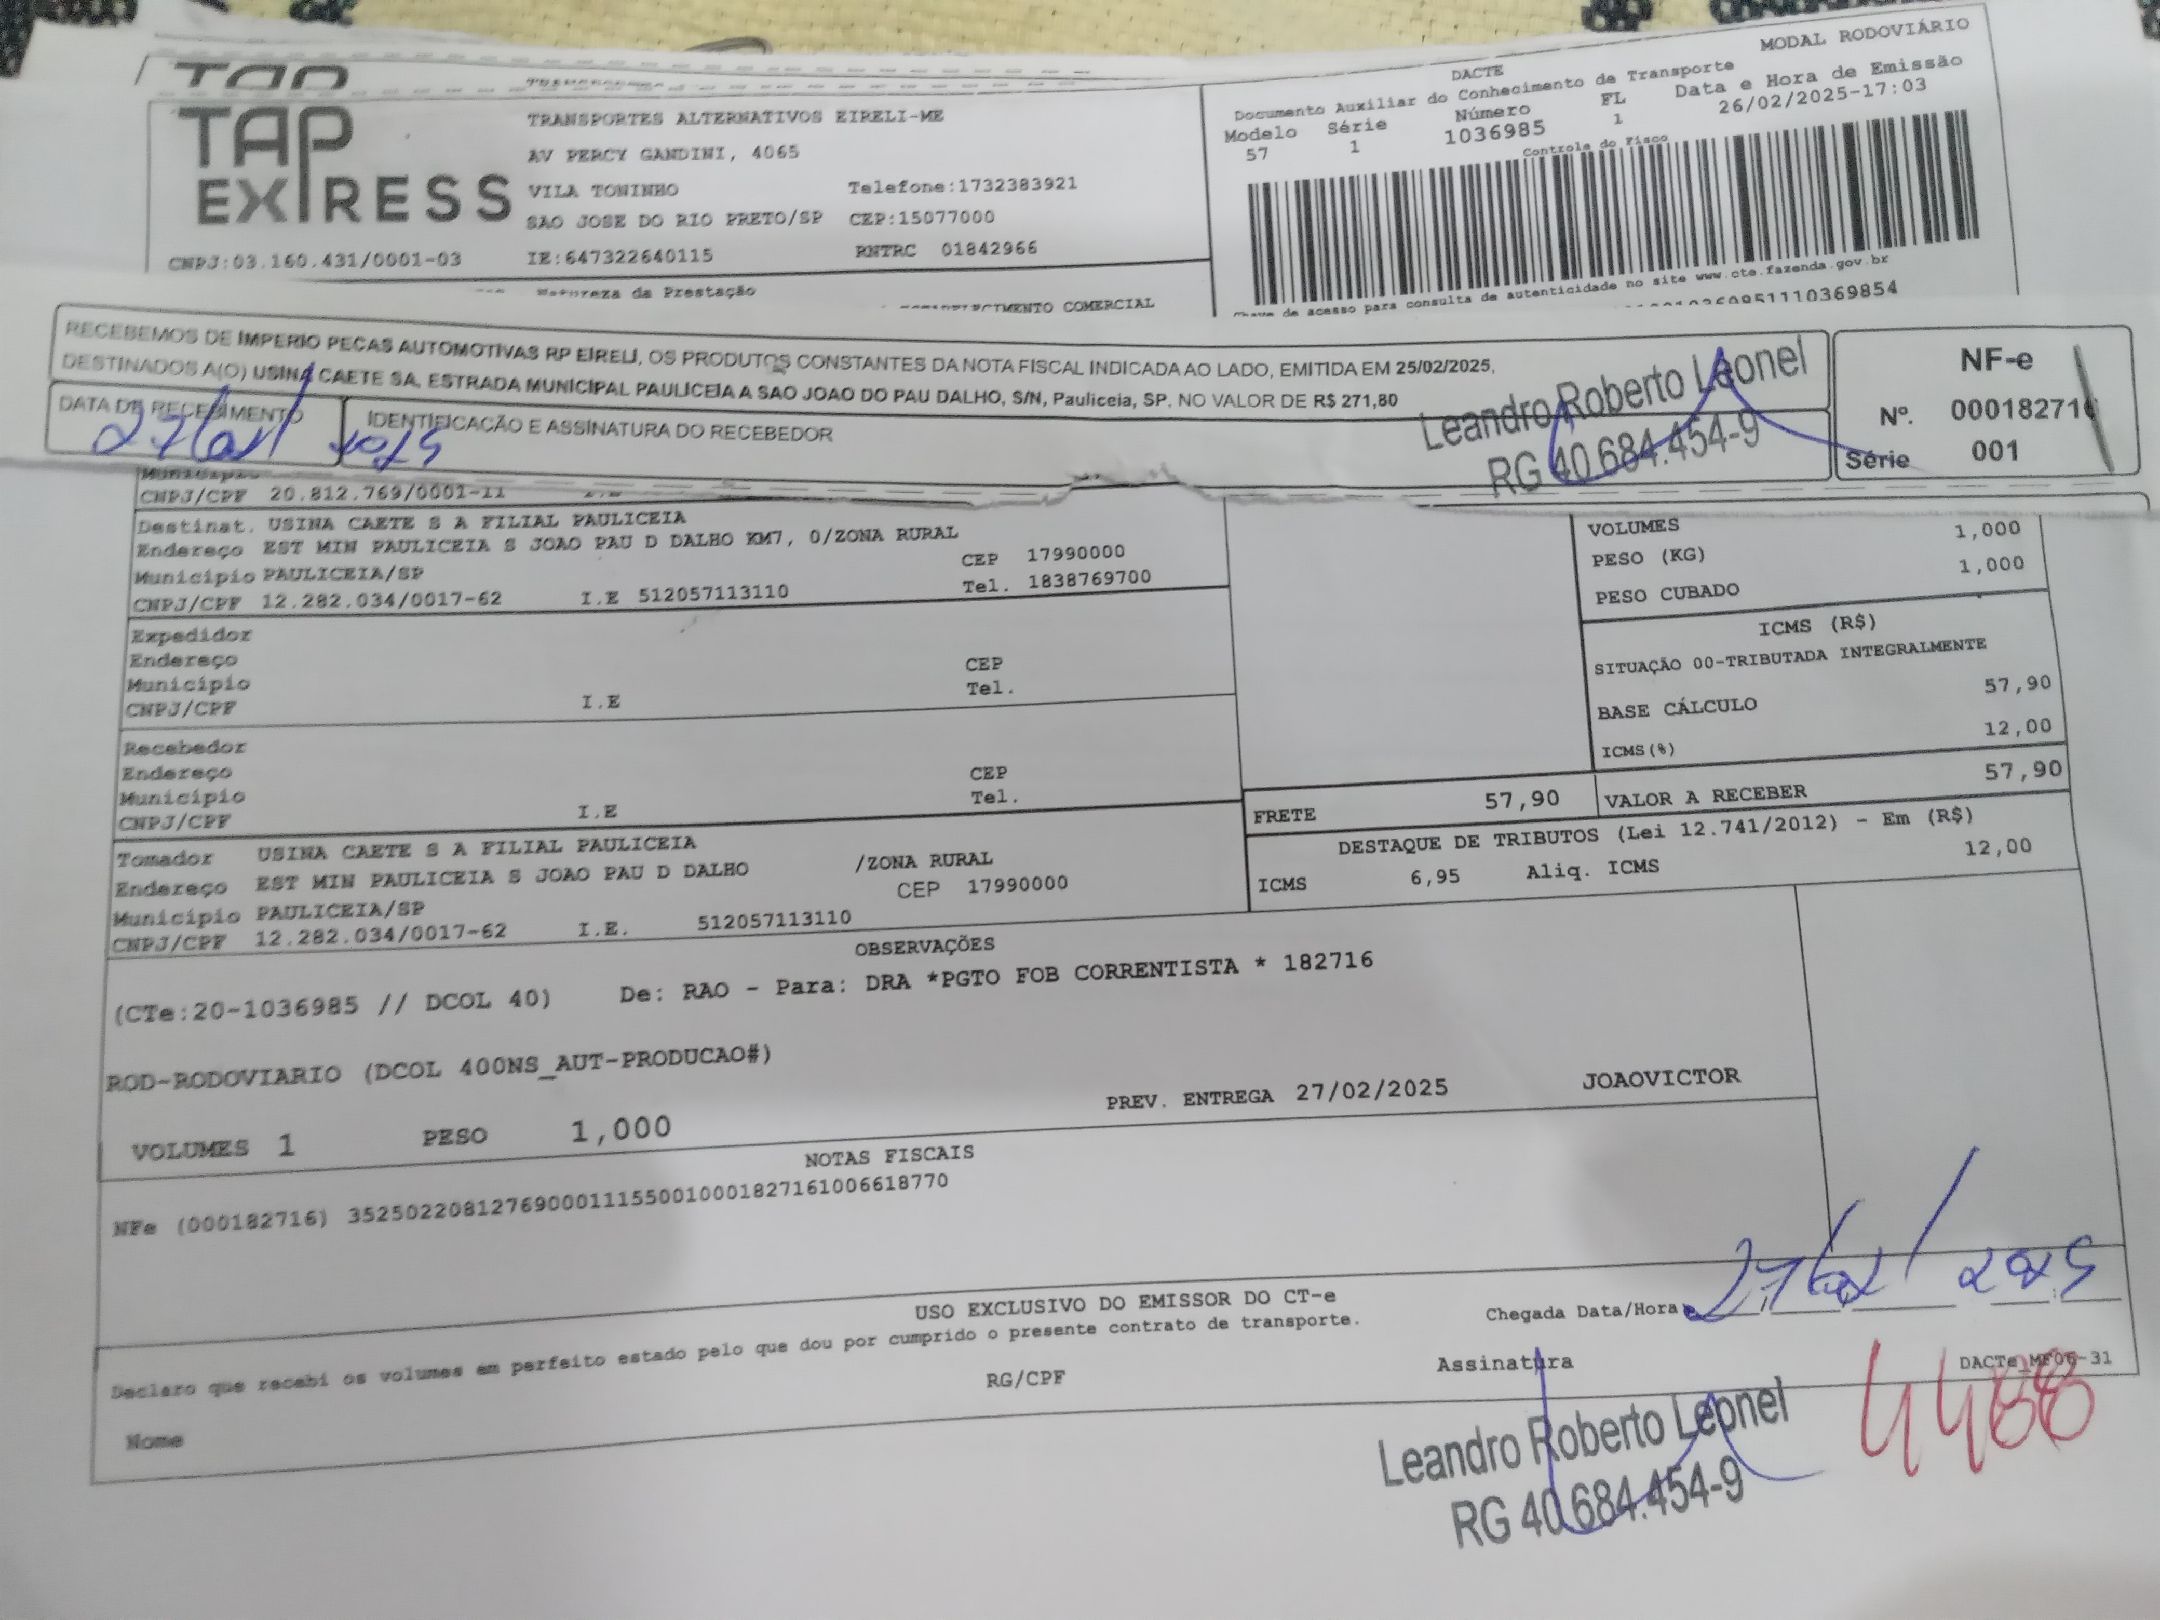 TAP
TAP EXPRESS
TRANSPORTES ALTERNATIVOS EIRELI-ME
AV PERCY GANDINI, 4065
VILA TONINHO Telefone:1732383921
SAO JOSE DO RIO PRETO/SP CEP:15077000
CNPJ:03.160.431/0001-03 IE:647322640115 RNTRC 01842966
Natureza da Prestação
ESTABELECIMENTO COMERCIAL
MODAL RODOVIÁRIO
DACTE
Documento Auxiliar do Conhecimento de Transporte
Modelo Série Número FL Data e Hora de Emissão
57 1 1036985 1 26/02/2025-17:03
Controle do Fisco
Chave de acesso para consulta de autenticidade no site www.cte.fazenda.gov.br
RECEBEMOS DE IMPERIO PECAS AUTOMOTIVAS RP EIRELI, OS PRODUTOS CONSTANTES DA NOTA FISCAL INDICADA AO LADO, EMITIDA EM 25/02/2025,
DESTINADOS A(O) USINA CAETE SA, ESTRADA MUNICIPAL PAULICEIA A SAO JOAO DO PAU DALHO, S/N, Pauliceia, SP, NO VALOR DE R$ 271,80
DATA DE RECEBIMENTO IDENTIFICAÇÃO E ASSINATURA DO RECEBEDOR
27/02/2025
Leandro Roberto Leonel
RG 40.684.454-9
NF-e
Nº. 000182716
Série 001
Município
CNPJ/CPF 20.812.769/0001-11 I.E
Destinat. USINA CAETE S A FILIAL PAULICEIA
Endereço EST MIN PAULICEIA S JOAO PAU D DALHO KM7, 0/ZONA RURAL
Município PAULICEIA/SP CEP 17990000
CNPJ/CPF 12.282.034/0017-62 I.E 512057113110 Tel. 1838769700
Expedidor
Endereço
Município CEP
CNPJ/CPF I.E Tel.
Recebedor
Endereço
Município CEP
CNPJ/CPF I.E Tel.
Tomador USINA CAETE S A FILIAL PAULICEIA
Endereço EST MIN PAULICEIA S JOAO PAU D DALHO /ZONA RURAL
Município PAULICEIA/SP CEP 17990000
CNPJ/CPF 12.282.034/0017-62 I.E. 512057113110
VOLUMES 1,000
PESO (KG) 1,000
PESO CUBADO
ICMS (R$)
SITUAÇÃO 00-TRIBUTADA INTEGRALMENTE
BASE CÁLCULO 57,90
ICMS(%) 12,00
FRETE 57,90 VALOR A RECEBER 57,90
DESTAQUE DE TRIBUTOS (Lei 12.741/2012) - Em (R$)
ICMS 6,95 Aliq. ICMS 12,00
OBSERVAÇÕES
(CTe:20-1036985 // DCOL 40) De: RAO - Para: DRA *PGTO FOB CORRENTISTA * 182716
ROD-RODOVIARIO (DCOL 400NS_AUT-PRODUCAO#)
VOLUMES 1 PESO 1,000 PREV. ENTREGA 27/02/2025 JOAOVICTOR
NOTAS FISCAIS
NFe (000182716) 35250220812769000111550010001827161006618770
USO EXCLUSIVO DO EMISSOR DO CT-e
Declaro que recebi os volumes em perfeito estado pelo que dou por cumprido o presente contrato de transporte.
Chegada Data/Hora 27/02/2025
Nome RG/CPF Assinatura
DACTe_MF06-31
Leandro Roberto Leonel
RG 40.684.454-9